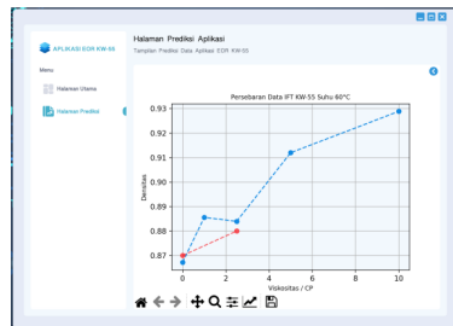 APLIKASI EOR KW-55
Halaman Prediksi Aplikasi
Tampilan Prediksi Data Aplikasi EOR KW-55
Menu
Halaman Utama
Halaman Prediksi
Persebaran Data IFT KW-55 Suhu 60°C
0.93
0.92
0.91
0.90
0.89
0.88
0.87
Densitas
0 2 4 6 8 10
Viskositas / CP